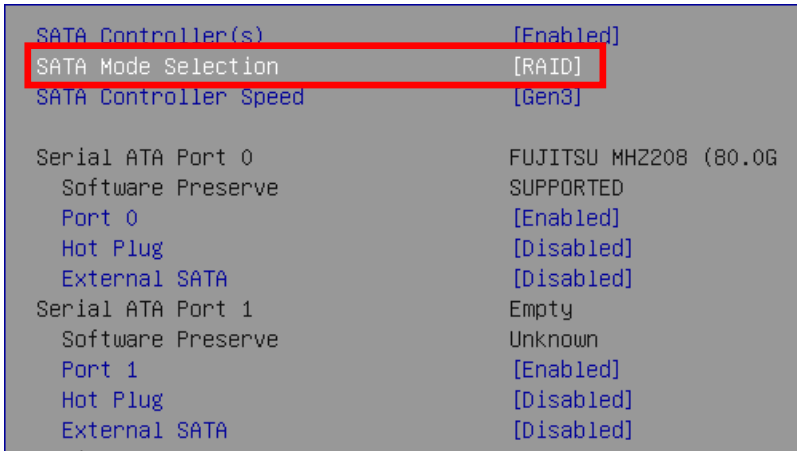 SATA Controller(s) [Enabled]
SATA Mode Selection [RAID]
SATA Controller Speed [Gen3]
Serial ATA Port 0 FUJITSU MHZ208 (80.0G
Software Preserve SUPPORTED
Port 0 [Enabled]
Hot Plug [Disabled]
External SATA [Disabled]
Serial ATA Port 1 Empty
Software Preserve Unknown
Port 1 [Enabled]
Hot Plug [Disabled]
External SATA [Disabled]